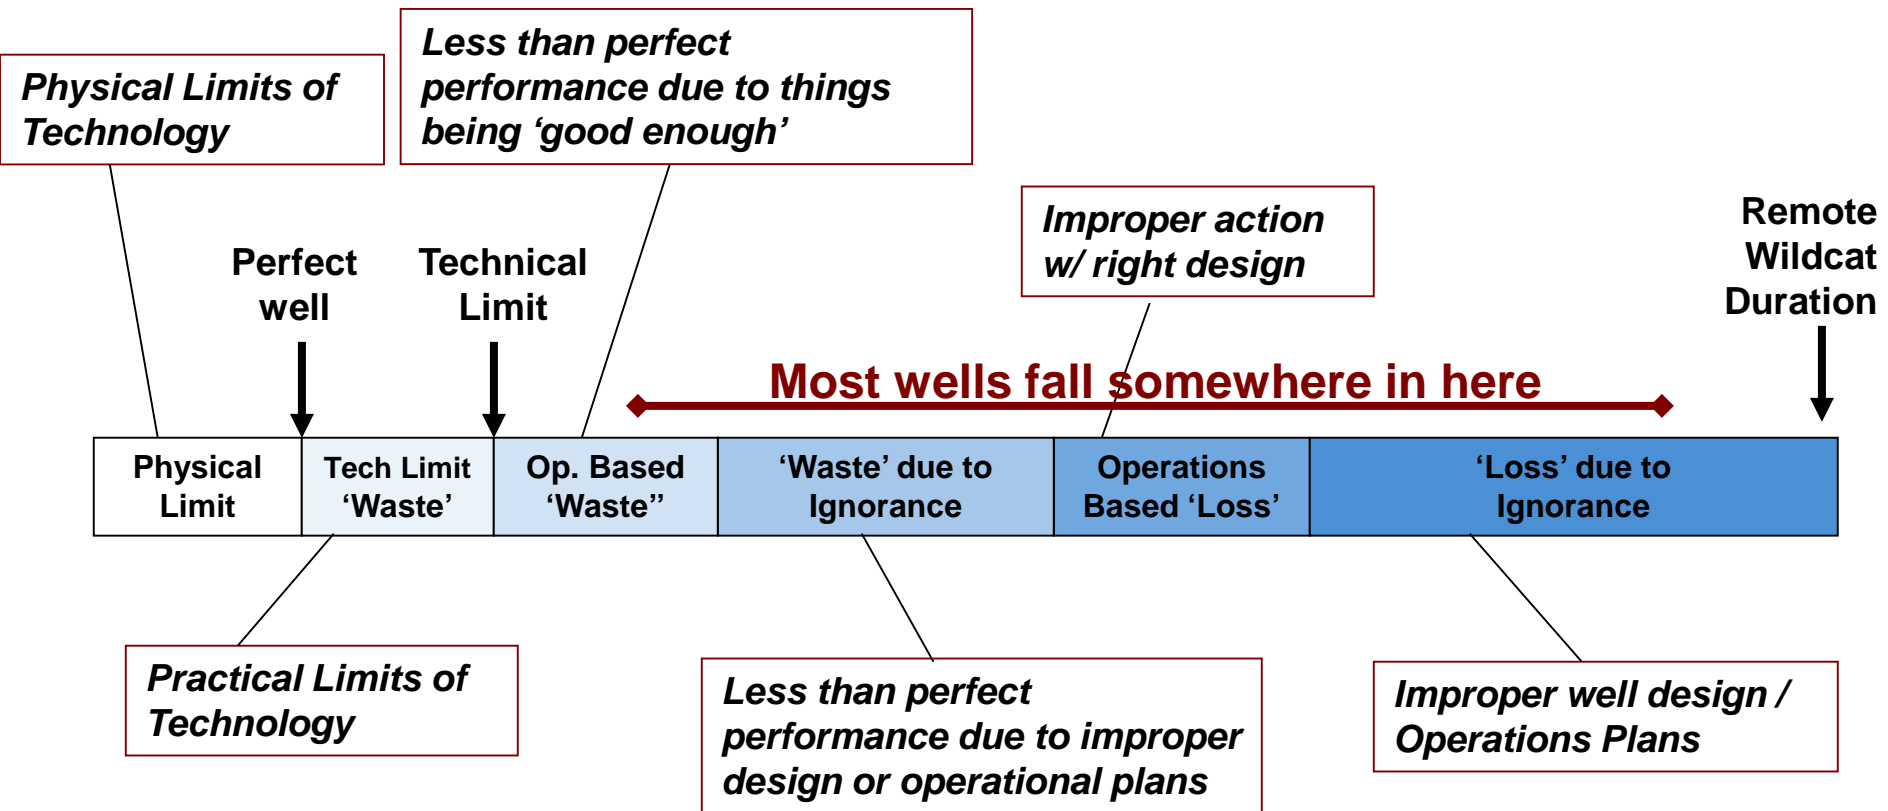 Physical Limits of
Technology
Less than perfect
performance due to things
being ‘good enough’
Improper action
w/ right design
Remote
Wildcat
Duration
Perfect
well
Technical
Limit
Most wells fall somewhere in here
Physical
Limit
Tech Limit
‘Waste’
Op. Based
‘Waste’’
‘Waste’ due to
Ignorance
Operations
Based ‘Loss’
‘Loss’ due to
Ignorance
Practical Limits of
Technology
Less than perfect
performance due to improper
design or operational plans
Improper well design /
Operations Plans